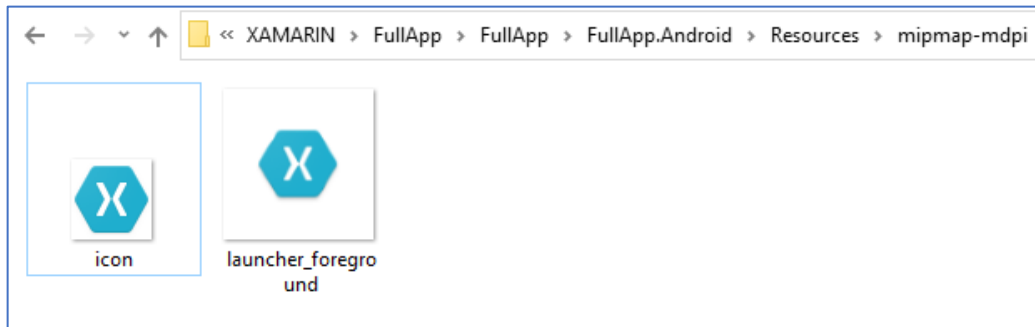 « XAMARIN > FullApp > FullApp > FullApp.Android > Resources > mipmap-mdpi
icon
launcher_foregro
und